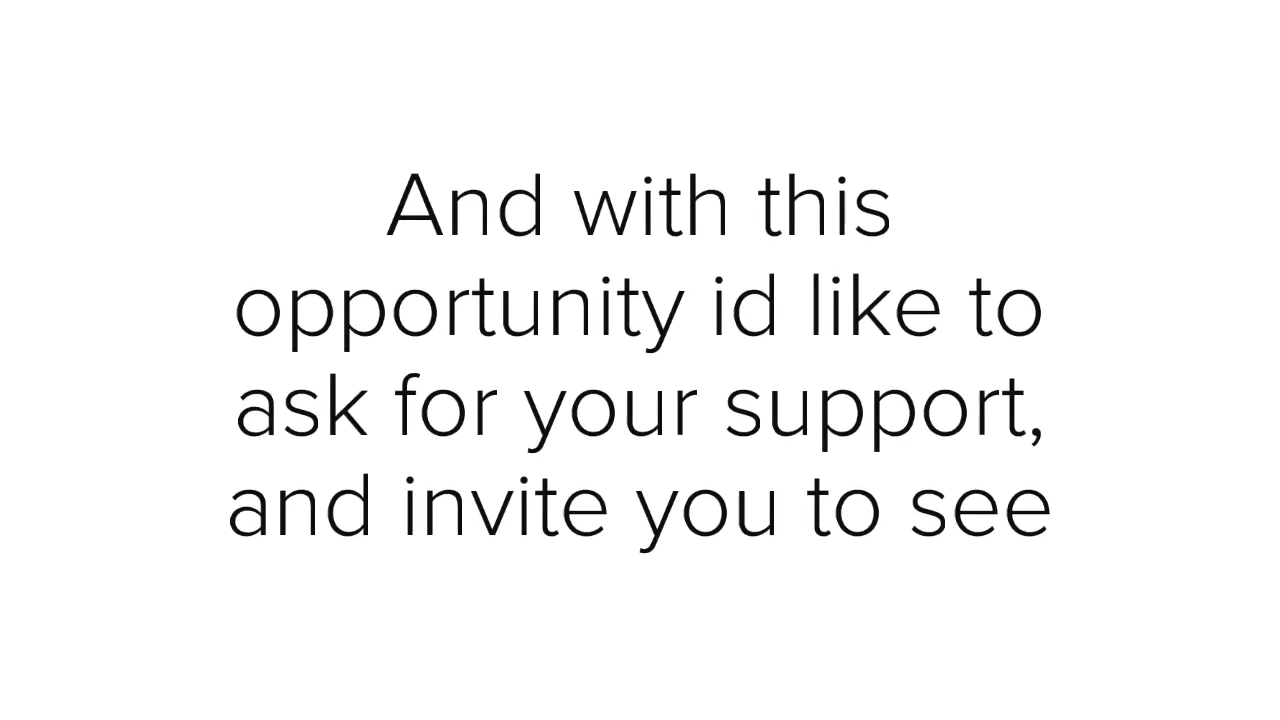 And with this
opportunity id like to
ask for your support,
and invite you to see